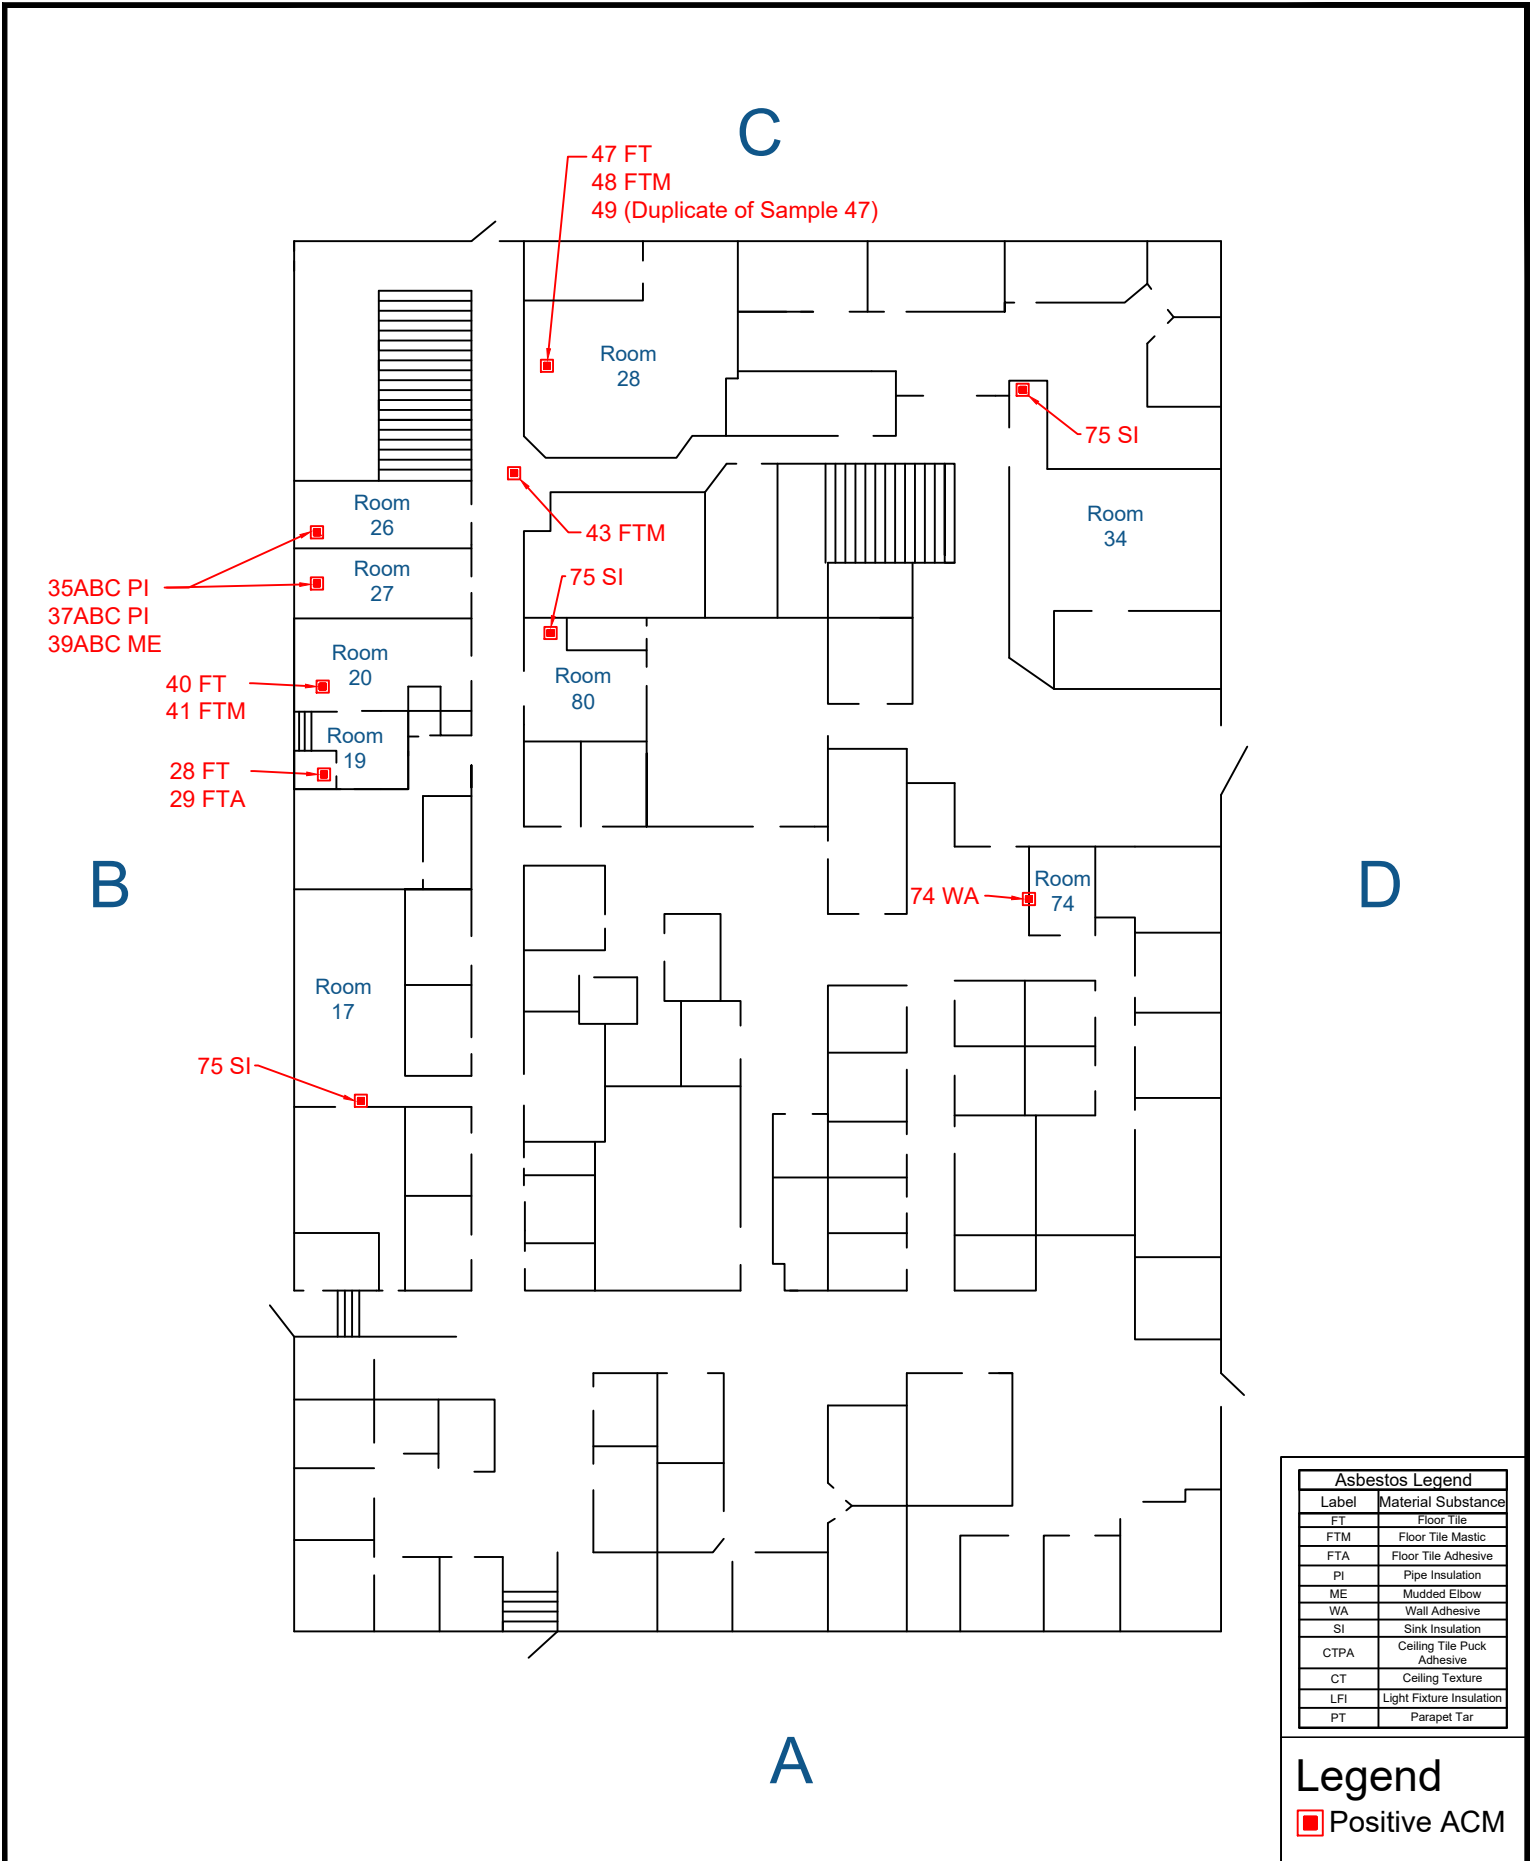 C
47 FT
48 FTM
49 (Duplicate of Sample 47)
Room
28
75 SI
Room
26
43 FTM
Room
34
Room
27
75 SI
35ABC PI
37ABC PI
39ABC ME
Room
20
40 FT
41 FTM
Room
80
Room
19
28 FT
29 FTA
B
74 WA
Room
74
D
Room
17
75 SI
A
Asbestos Legend
Label Material Substance
FT Floor Tile
FTM Floor Tile Mastic
FTA Floor Tile Adhesive
PI Pipe Insulation
ME Mudded Elbow
WA Wall Adhesive
SI Sink Insulation
CTPA Ceiling Tile Puck
Adhesive
CT Ceiling Texture
LFI Light Fixture Insulation
PT Parapet Tar
Legend
Positive ACM